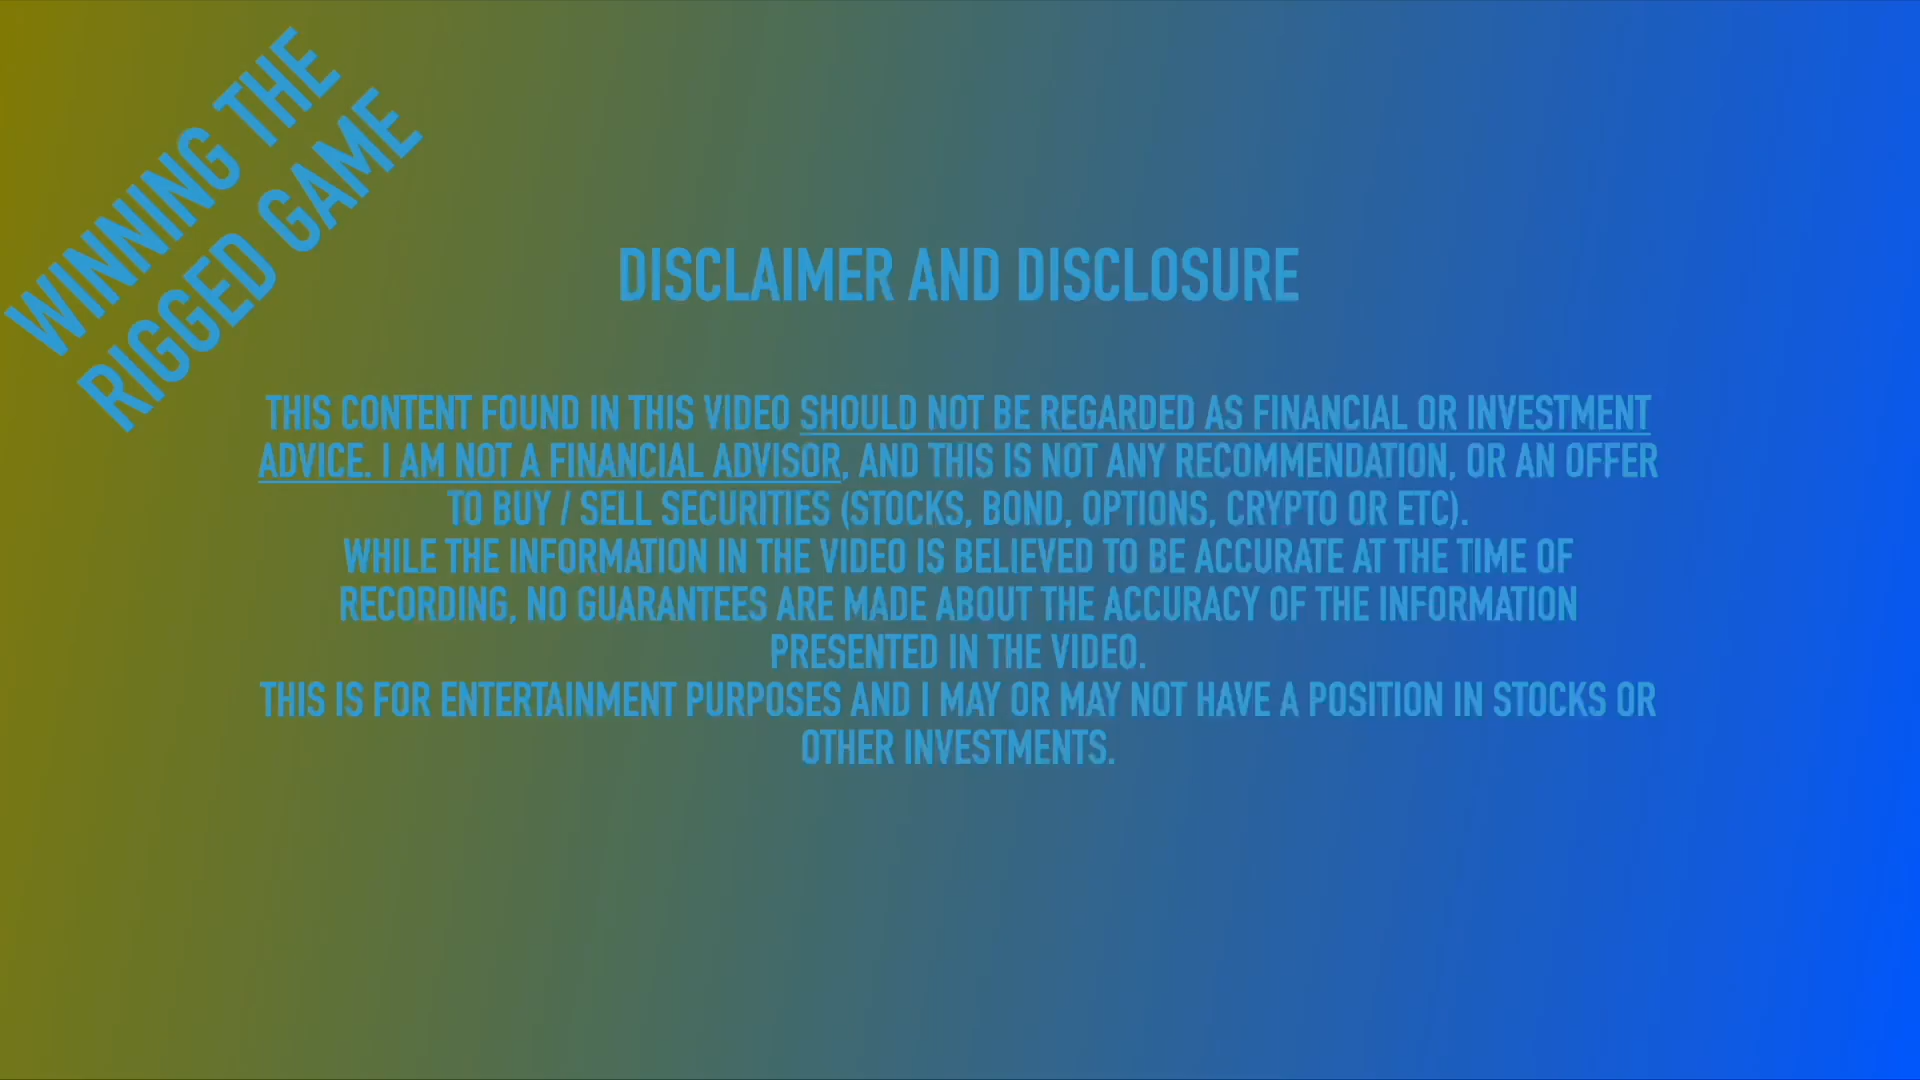 WINNING THE
RIGGED GAME
DISCLAIMER AND DISCLOSURE
THIS CONTENT FOUND IN THIS VIDEO SHOULD NOT BE REGARDED AS FINANCIAL OR INVESTMENT
ADVICE. I AM NOT A FINANCIAL ADVISOR, AND THIS IS NOT ANY RECOMMENDATION, OR AN OFFER
TO BUY / SELL SECURITIES (STOCKS, BOND, OPTIONS, CRYPTO OR ETC).
WHILE THE INFORMATION IN THE VIDEO IS BELIEVED TO BE ACCURATE AT THE TIME OF
RECORDING, NO GUARANTEES ARE MADE ABOUT THE ACCURACY OF THE INFORMATION
PRESENTED IN THE VIDEO.
THIS IS FOR ENTERTAINMENT PURPOSES AND I MAY OR MAY NOT HAVE A POSITION IN STOCKS OR
OTHER INVESTMENTS.